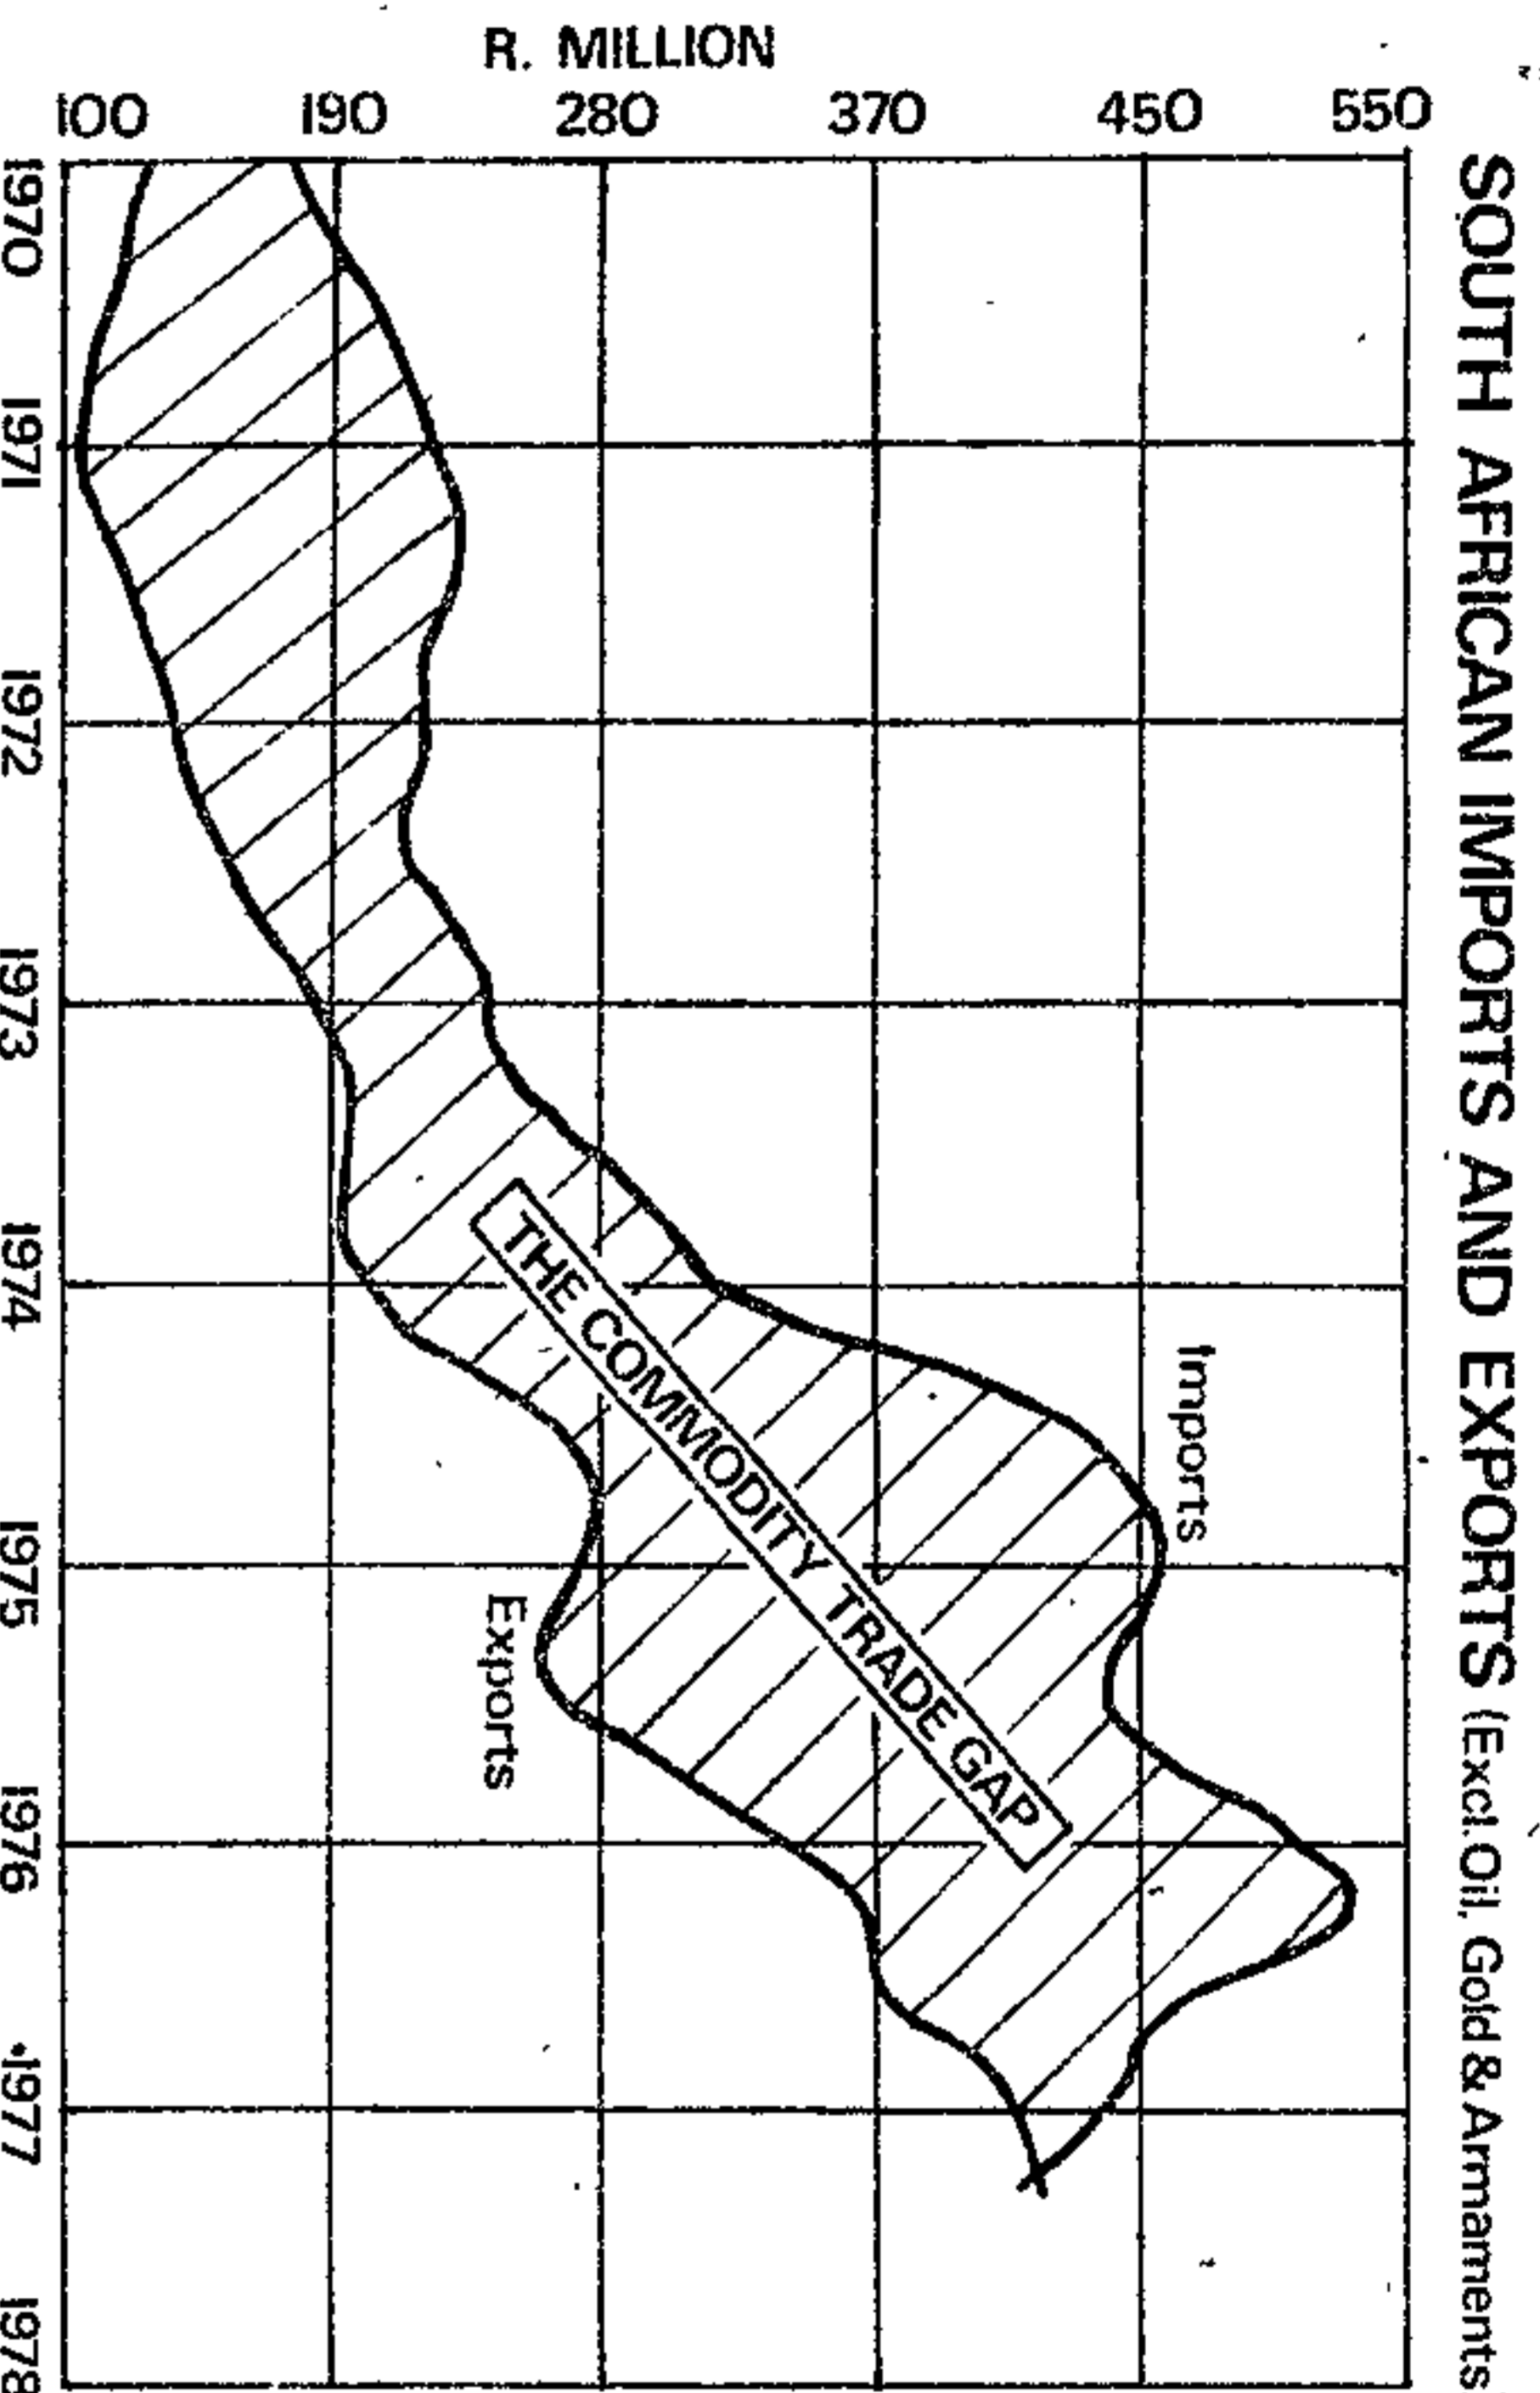 SOUTH AFRICAN IMPORTS AND EXPORTS (Excl. Oil, Gold & Armaments
R. MILLION
550
450
370
280
190
100
Imports
THE COMMODITY TRADE GAP
Exports
1970 1971 1972 1973 1974 1975 1976 1977 1978